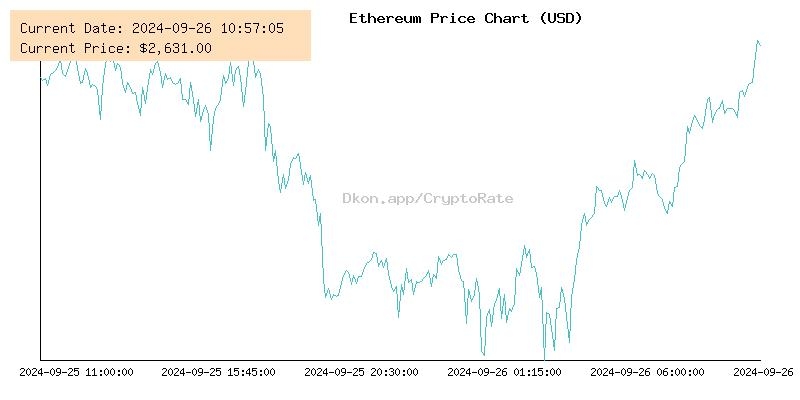 Ethereum Price Chart (USD)
Current Date: 2024-09-26 10:57:05
Current Price: $2,631.00
Dkon.app/CryptoRate
2024-09-25 11:00:00 2024-09-25 15:45:00 2024-09-25 20:30:00 2024-09-26 01:15:00 2024-09-26 06:00:00 2024-09-26